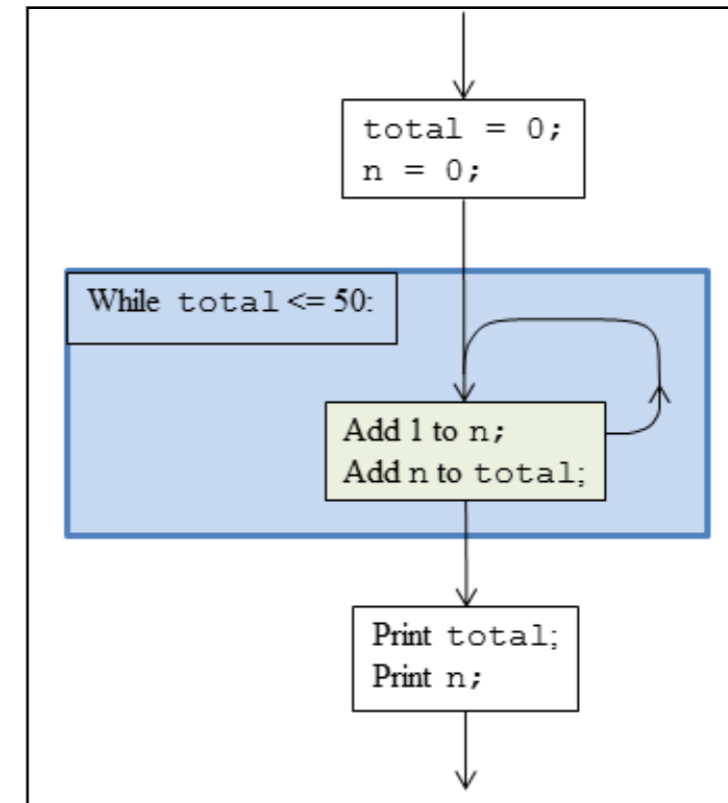 total = 0;
n = 0;
While total <= 50:
Add 1 to n;
Add n to total;
Print total;
Print n;